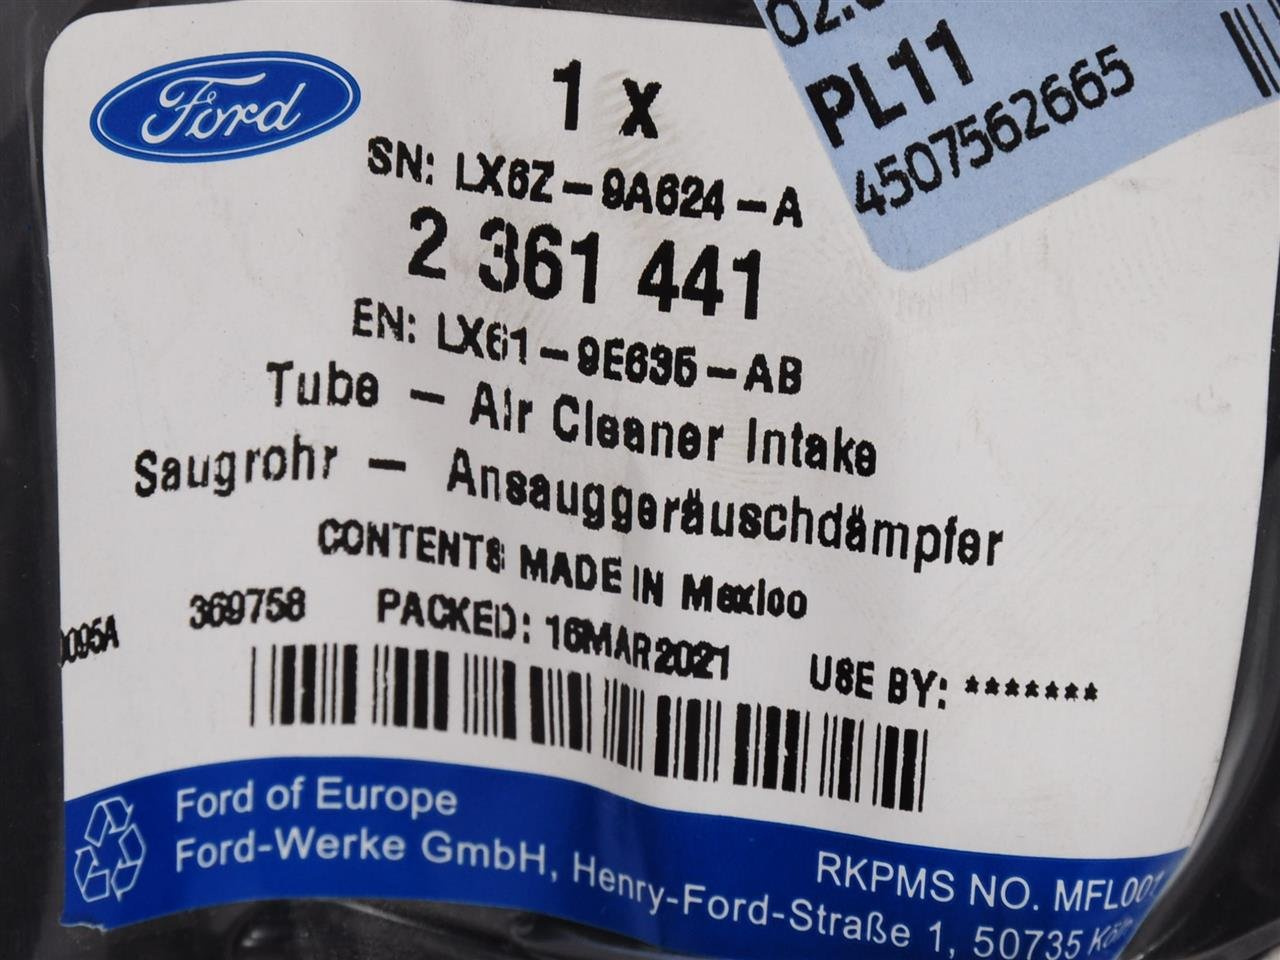 Ford
1 x
SN: LX6Z-9A624-A
2 361 441
EN: LX61-9E635-AB
Tube - Air Cleaner Intake
Saugrohr - Ansauggeräuschdämpfer
CONTENTS MADE IN Mexico
369758 PACKED: 16MAR2021 USE BY: *******
PL11
4507562665
Ford of Europe
Ford-Werke GmbH, Henry-Ford-Straße 1, 50735 Köln
RKPMS NO. MFL001